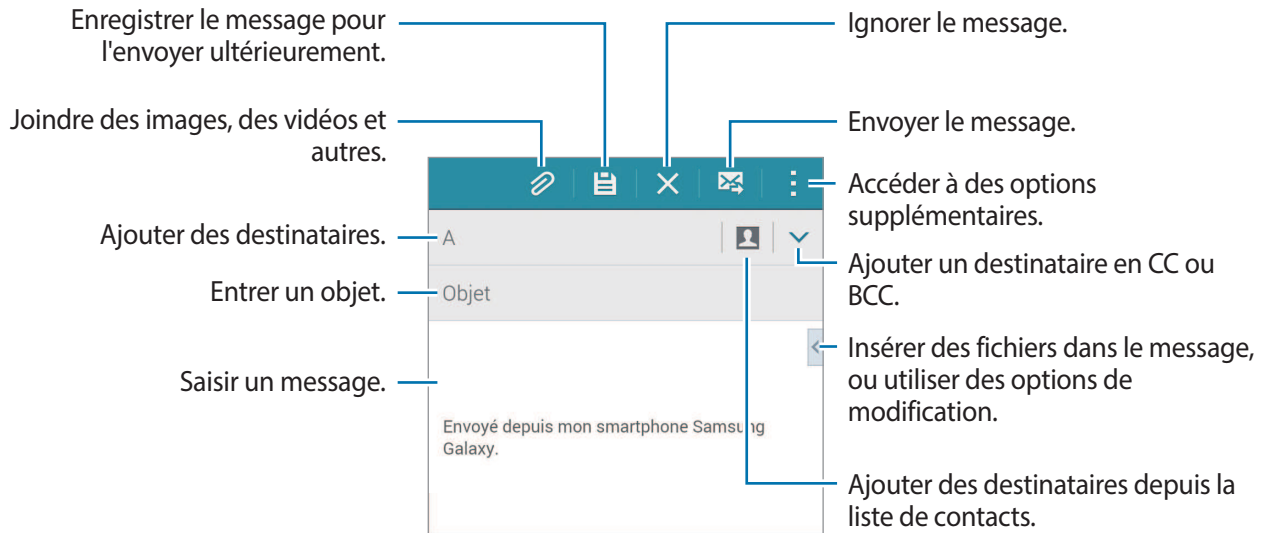 Enregistrer le message pour
l'envoyer ultérieurement.
Ignorer le message.
Joindre des images, des vidéos et
autres.
Envoyer le message.
Accéder à des options
supplémentaires.
Ajouter des destinataires.
A
Ajouter un destinataire en CC ou
BCC.
Entrer un objet.
Objet
Insérer des fichiers dans le message,
ou utiliser des options de
modification.
Saisir un message.
Envoyé depuis mon smartphone Samsung
Galaxy.
Ajouter des destinataires depuis la
liste de contacts.